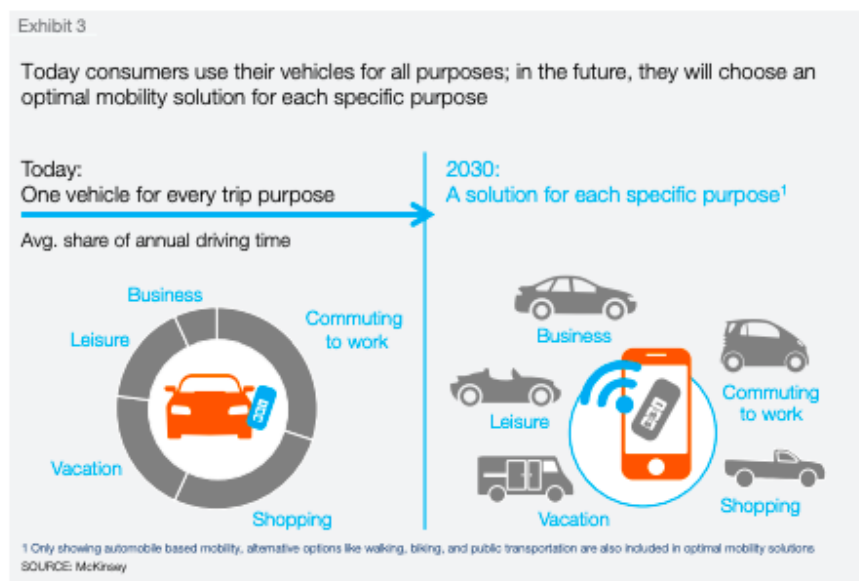 Exhibit 3
Today consumers use their vehicles for all purposes; in the future, they will choose an
optimal mobility solution for each specific purpose
Today:
One vehicle for every trip purpose
Avg. share of annual driving time
Business
Leisure
Commuting
to work
Vacation
Shopping
2030:
A solution for each specific purpose¹
Business
Leisure
Commuting
to work
Vacation
Shopping
1 Only showing automobile based mobility, alternative options like walking, biking, and public transportation are also included in optimal mobility solutions
SOURCE: McKinsey